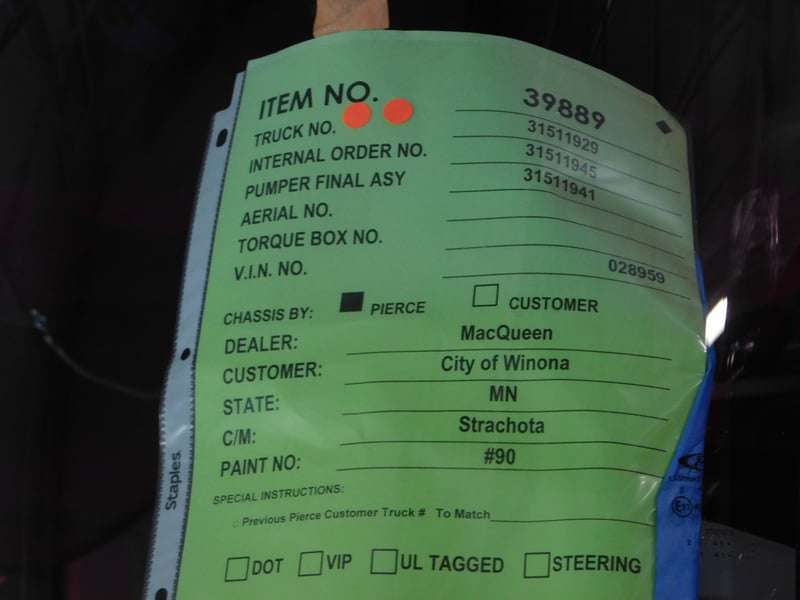 ITEM NO. 39889
TRUCK NO. 31511929
INTERNAL ORDER NO. 31511945
PUMPER FINAL ASY 31511941
AERIAL NO.
TORQUE BOX NO.
V.I.N. NO. 028959
CHASSIS BY: PIERCE CUSTOMER
DEALER: MacQueen
CUSTOMER: City of Winona
STATE: MN
C/M: Strachota
PAINT NO: #90
SPECIAL INSTRUCTIONS:
Previous Pierce Customer Truck # To Match
DOT VIP UL TAGGED STEERING
Staples